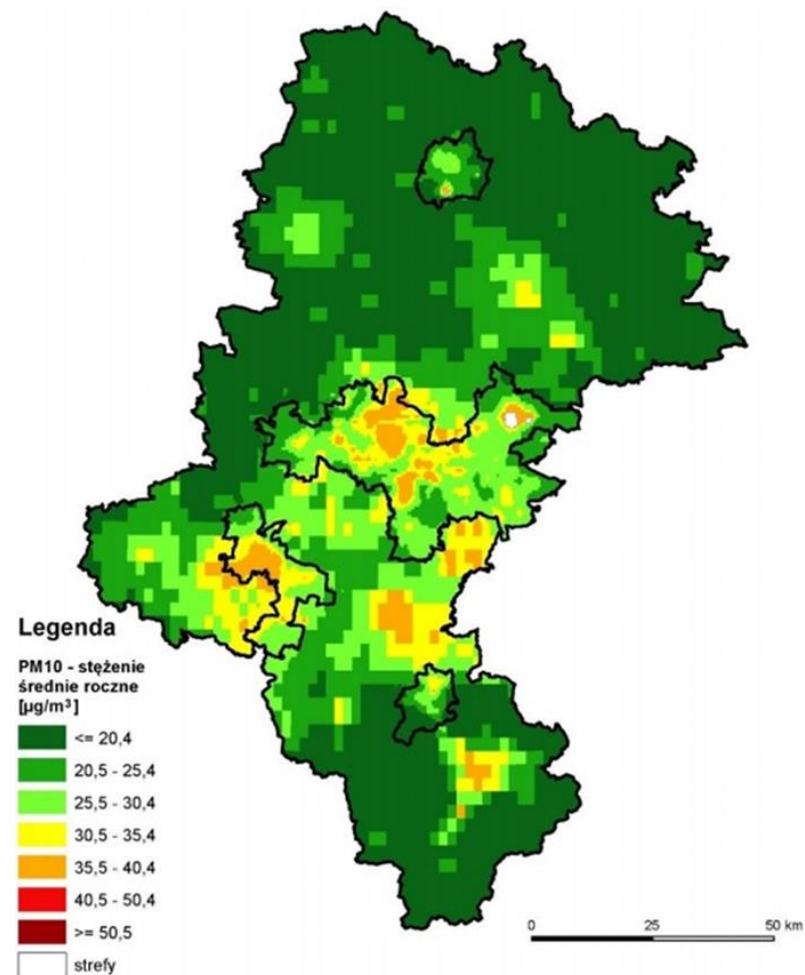 Legenda
PM10 - stężenie
średnie roczne
[µg/m³]
<= 20,4
20,5 - 25,4
25,5 - 30,4
30,5 - 35,4
35,5 - 40,4
40,5 - 50,4
>= 50,5
strefy
0 25 50 km